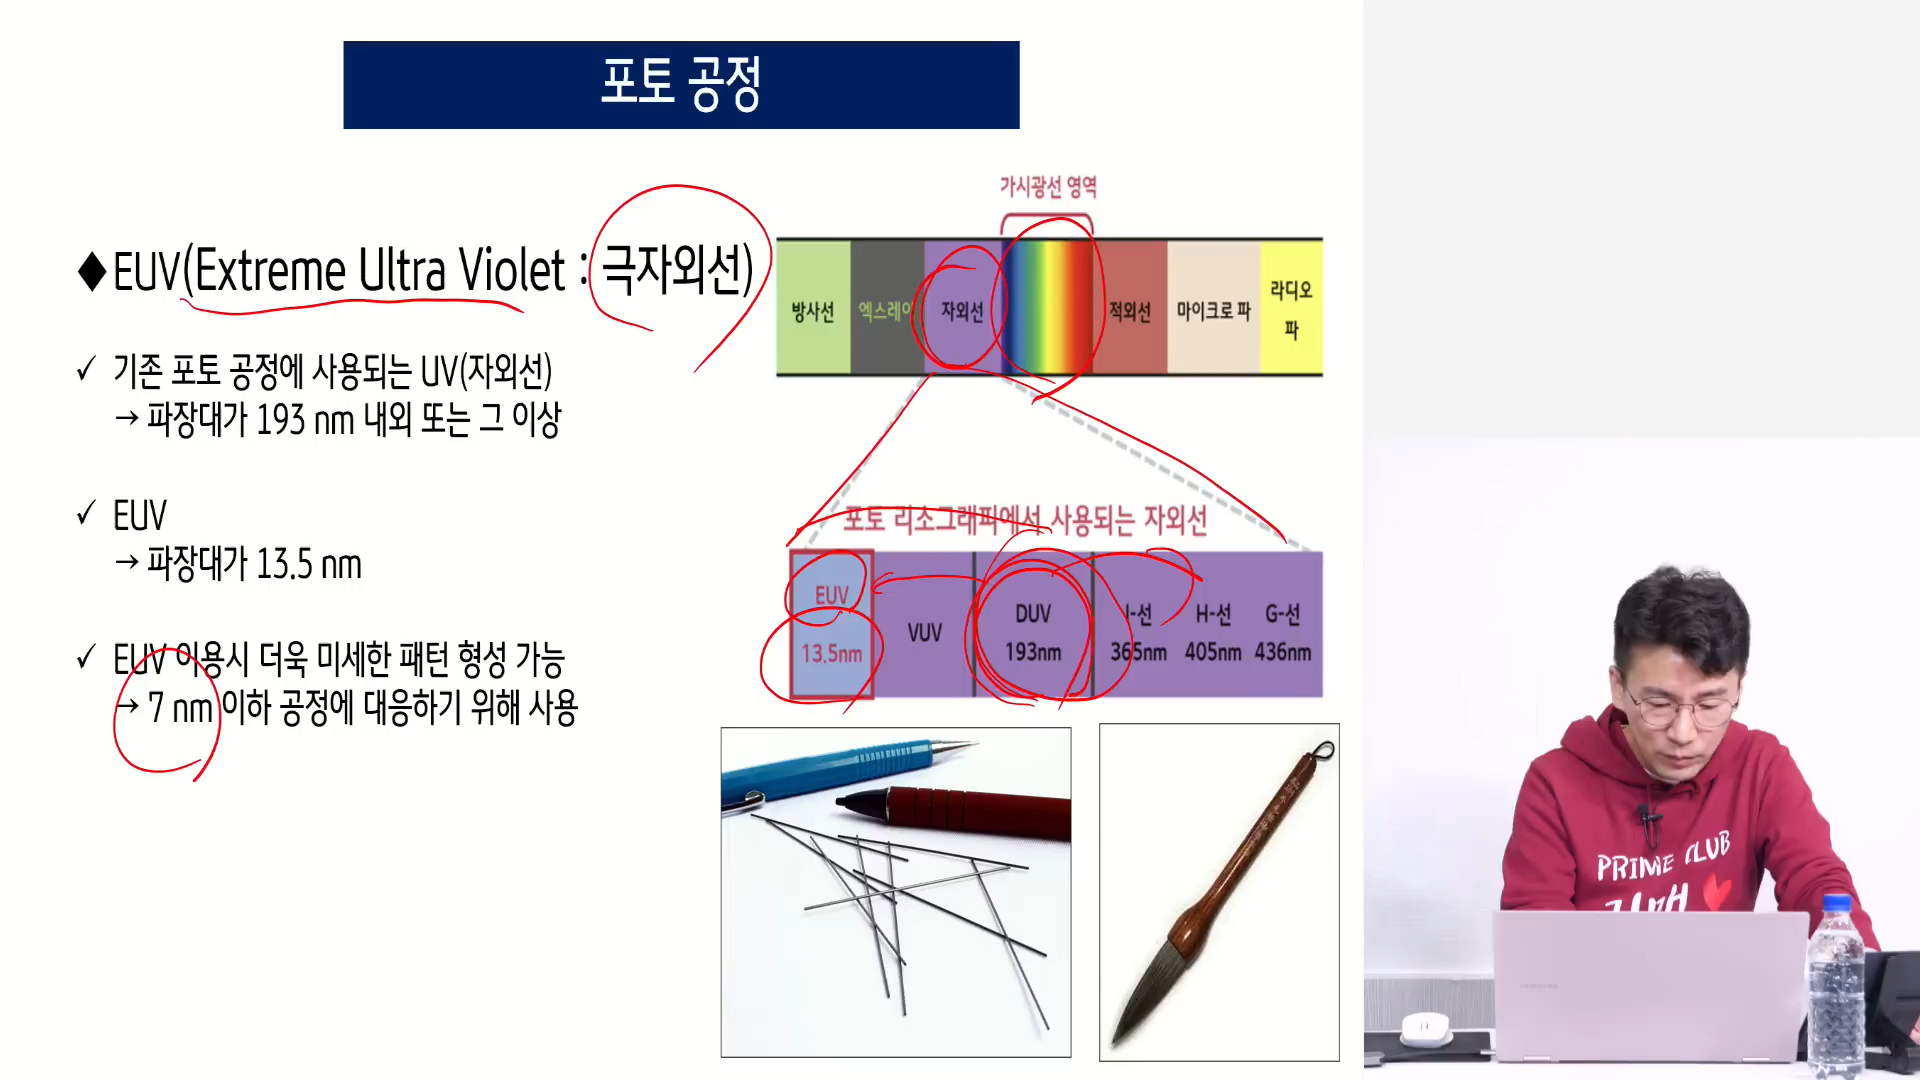 포토 공정
◆EUV(Extreme Ultra Violet : 극자외선)
✓ 기존 포토 공정에 사용되는 UV(자외선)
→ 파장대가 193 nm 내외 또는 그 이상
✓ EUV
→ 파장대가 13.5 nm
✓ EUV 이용시 더욱 미세한 패턴 형성 가능
→ 7 nm 이하 공정에 대응하기 위해 사용
가시광선 영역
방사선
엑스레이
자외선
적외선
마이크로 파
라디오
파
포토 리소그래피에서 사용되는 자외선
EUV
13.5nm
VUV
DUV
193nm
I-선
365nm
H-선
405nm
G-선
436nm
PRIME CLUB
SAMSUNG